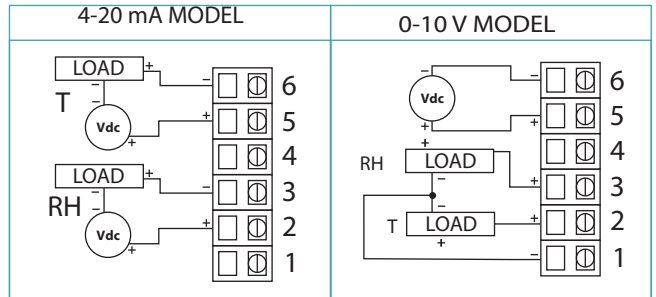 4-20 mA MODEL
LOAD + - 6
T - -
Vdc + + 5
4
LOAD + - 3
RH - -
Vdc + + 2
1
0-10 V MODEL
- - 6
Vdc
+ + 5
+ 4
RH LOAD
- + 3
-
T LOAD + 2
+
- 1